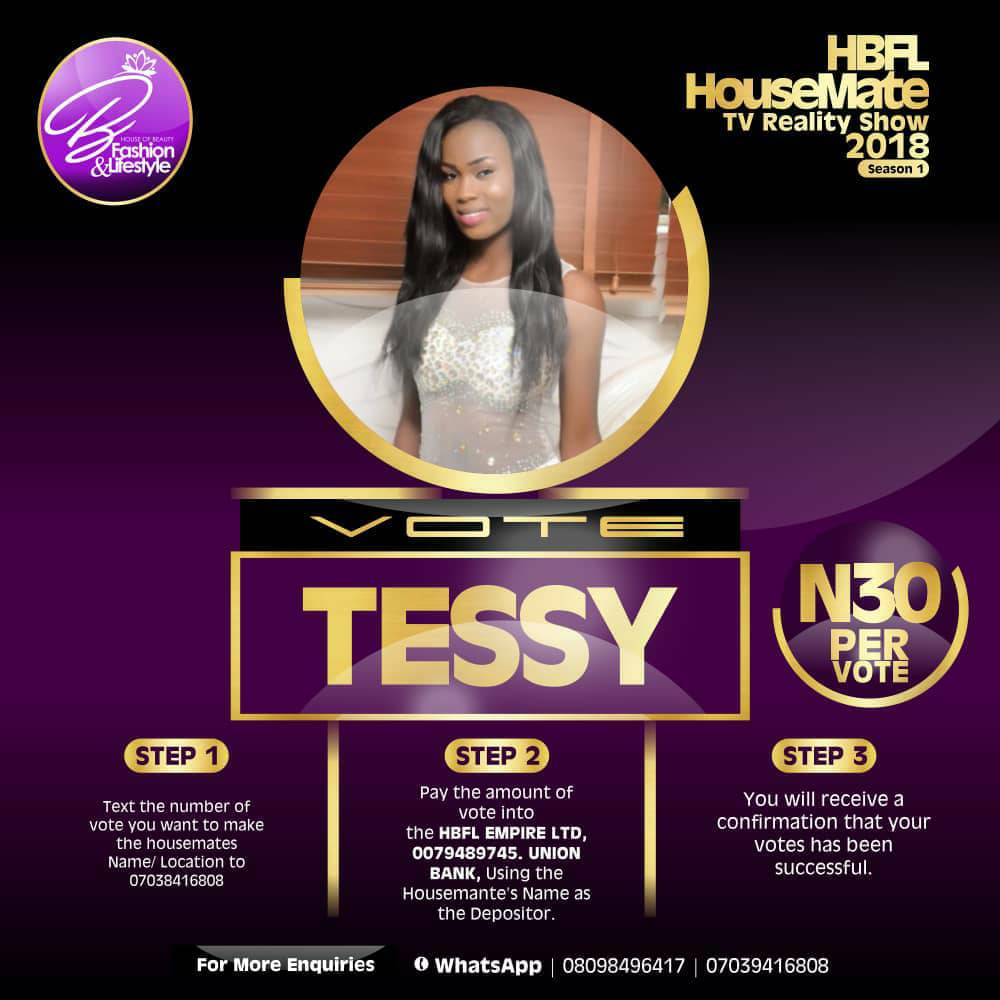 B
HOUSE OF BEAUTY
Fashion
&Lifestyle
HBFL
HouseMate
TV Reality Show
2018
Season 1
VOTE
TESSY
N30
PER
VOTE
STEP 1
Text the number of
vote you want to make
the housemates
Name/ Location to
07038416808
STEP 2
Pay the amount of
vote into
the HBFL EMPIRE LTD,
0079489745. UNION
BANK, Using the
Housemante's Name as
the Depositor.
STEP 3
You will receive a
confirmation that your
votes has been
successful.
For More Enquiries WhatsApp | 08098496417 | 07039416808